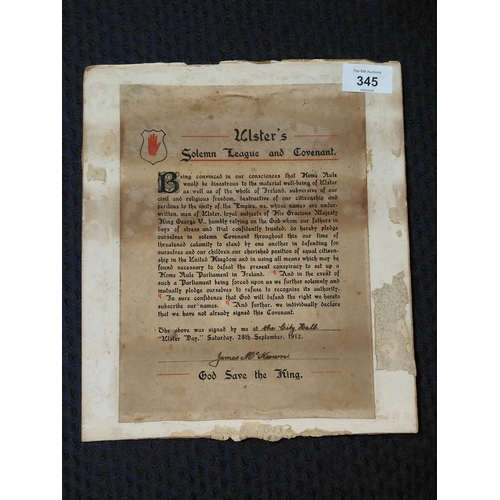 The Mill Auctions
345
Ulster's
Solemn League and Covenant.
Being convinced in our consciences that Home Rule
would be disastrous to the material well-being of Ulster
as well as of the whole of Ireland, subversive of our
civil and religious freedom, destructive of our citizenship and
perilous to the unity of the Empire, we, whose names are under-
written, men of Ulster, loyal subjects of His Gracious Majesty
King George V., humbly relying on the God whom our fathers in
days of stress and trial confidently trusted, do hereby pledge
ourselves in solemn Covenant throughout this our time of
threatened calamity to stand by one another in defending for
ourselves and our children our cherished position of equal citizen-
ship in the United Kingdom and in using all means which may be
found necessary to defeat the present conspiracy to set up a
Home Rule Parliament in Ireland. ¶ And in the event of
such a Parliament being forced upon us we further solemnly and
mutually pledge ourselves to refuse to recognise its authority.
¶ In sure confidence that God will defend the right we hereto
subscribe our names. ¶ And further, we individually declare
that we have not already signed this Covenant.
The above was signed by me at the City Hall
"Ulster Day," Saturday, 28th September, 1912.
James McKeown
God Save the King.